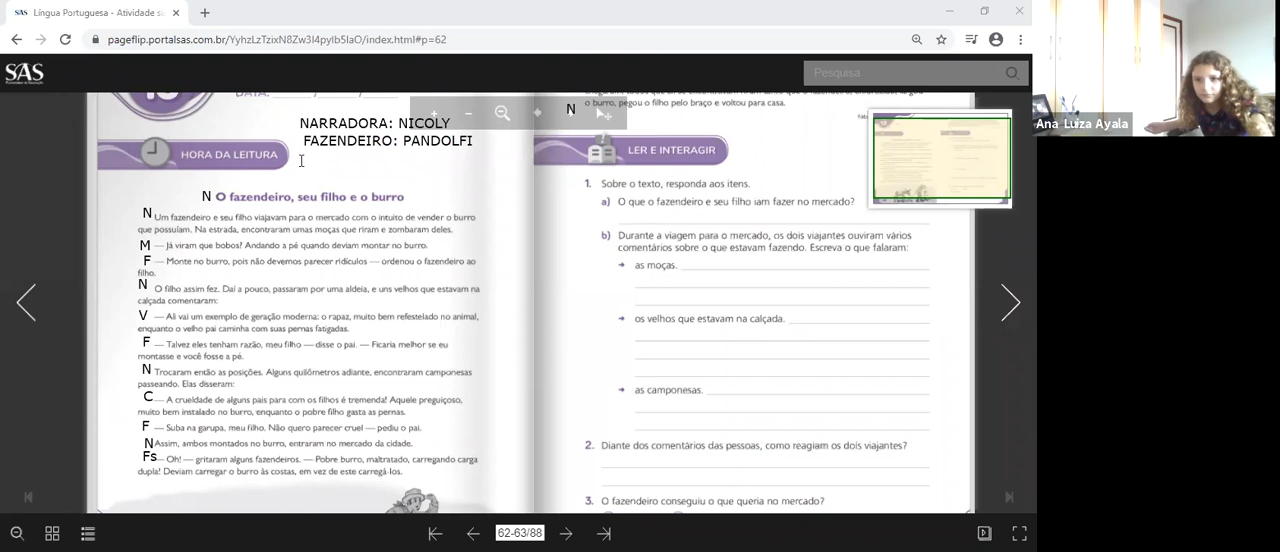 SAS Língua Portuguesa - Atividade s
pageflip.portalsas.com.br/YyhzLzTzixN8Zw3I4pyIb5laO/index.html#p=62
SAS
Pesquisa
Ana Luiza Ayala
NARRADORA: NICOLY
FAZENDEIRO: PANDOLFI
HORA DA LEITURA
N O fazendeiro, seu filho e o burro
N Um fazendeiro e seu filho viajavam para o mercado com o intuito de vender o burro
que possuíam. Na estrada, encontraram umas moças que riram e zombaram deles.
M — Já viram que bobos? Andando a pé quando deviam montar no burro.
F — Monte no burro, pois não devemos parecer ridículos — ordenou o fazendeiro ao
filho.
N O filho assim fez. Daí a pouco, passaram por uma aldeia, e uns velhos que estavam na
calçada comentaram:
V — Ali vai um exemplo de geração moderna: o rapaz, muito bem refestelado no animal,
enquanto o velho pai caminha com suas pernas fatigadas.
F — Talvez eles tenham razão, meu filho — disse o pai. — Ficaria melhor se eu
montasse e você fosse a pé.
N Trocaram então as posições. Alguns quilômetros adiante, encontraram camponesas
passeando. Elas disseram:
C — A crueldade de alguns pais para com os filhos é tremenda! Aquele preguiçoso,
muito bem instalado no burro, enquanto o pobre filho gasta as pernas.
F — Suba na garupa, meu filho. Não quero parecer cruel — pediu o pai.
N Assim, ambos montados no burro, entraram no mercado da cidade.
Fs — Oh! — gritaram alguns fazendeiros. — Pobre burro, maltratado, carregando carga
dupla! Deviam carregar o burro às costas, em vez de este carregá-los.
N
o burro, pegou o filho pelo braço e voltou para casa.
LER E INTERAGIR
1. Sobre o texto, responda aos itens.
a) O que o fazendeiro e seu filho iam fazer no mercado?
b) Durante a viagem para o mercado, os dois viajantes ouviram vários
comentários sobre o que estavam fazendo. Escreva o que falaram:
as moças.
os velhos que estavam na calçada.
as camponesas.
2. Diante dos comentários das pessoas, como reagiam os dois viajantes?
3. O fazendeiro conseguiu o que queria no mercado?
62-63/88